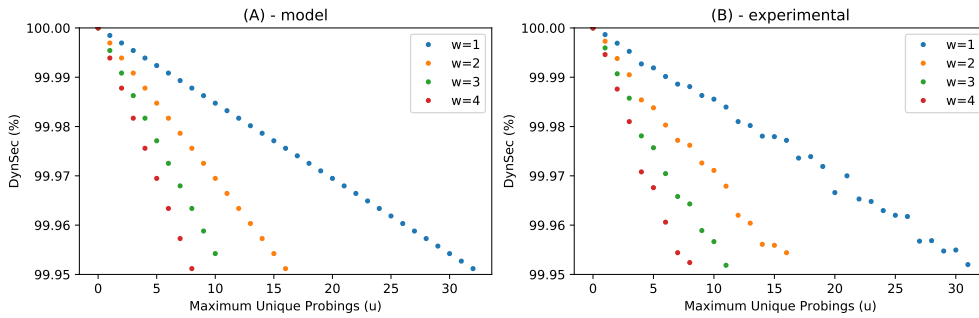 (A) - model
100.00
99.99
99.98
99.97
99.96
99.95
DynSec (%)
0 5 10 15 20 25 30
Maximum Unique Probings (u)
w=1
w=2
w=3
w=4
(B) - experimental
100.00
99.99
99.98
99.97
99.96
99.95
DynSec (%)
0 5 10 15 20 25 30
Maximum Unique Probings (u)
w=1
w=2
w=3
w=4